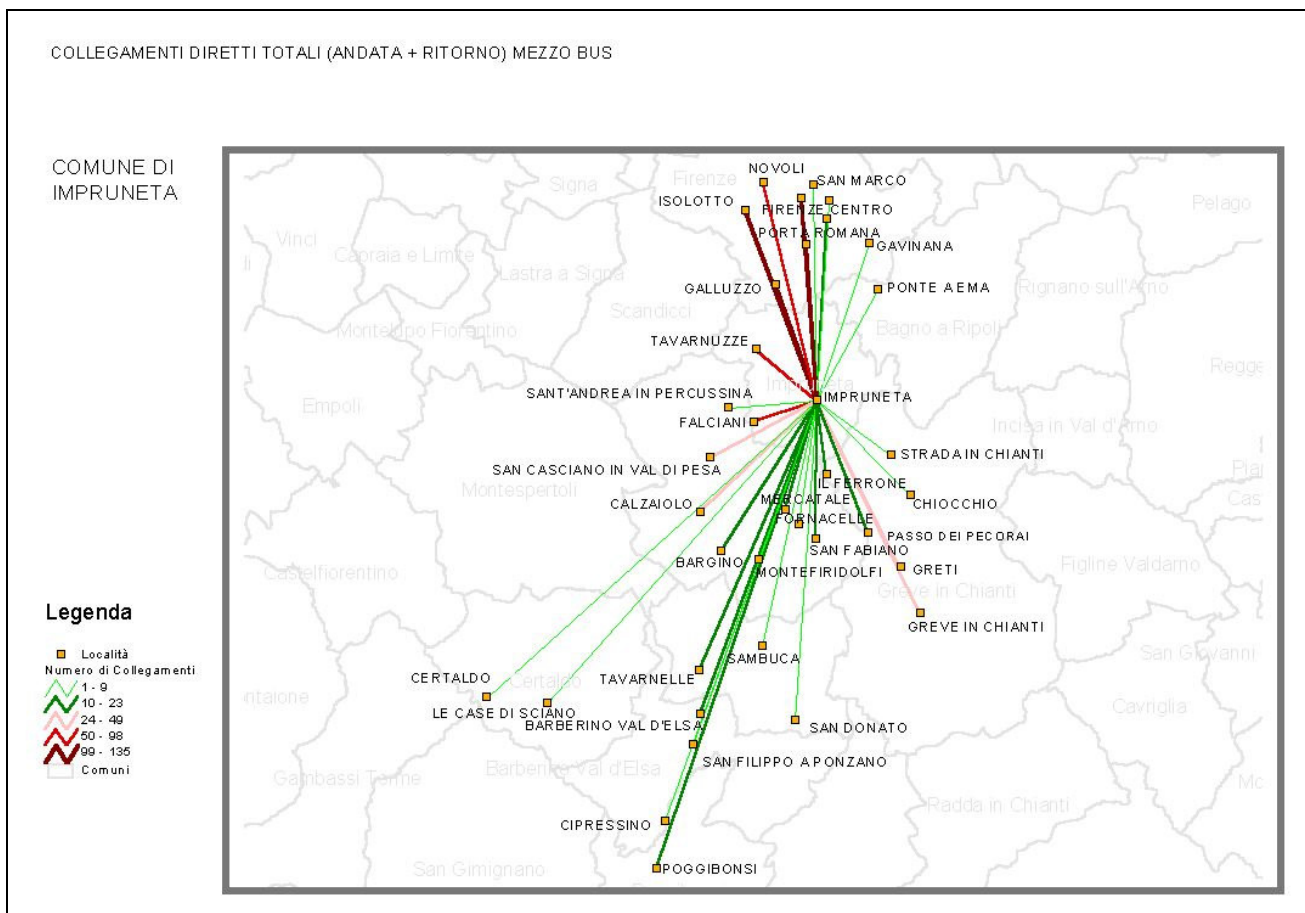 COLLEGAMENTI DIRETTI TOTALI (ANDATA + RITORNO) MEZZO BUS
COMUNE DI
IMPRUNETA
NOVOLI
Signa
Firenze
SAN MARCO
ISOLOTTO
FIRENZE CENTRO
Pelago
PORTA ROMANA
Vinci
GAVINANA
Capraia e Limite
Lastra a Signa
GALLUZZO
PONTE A EMA
Rignano sull'Arno
Scandicci
Montelupo Fiorentino
Bagno a Ripoli
TAVARNUZZE
Regge
Impruneta
SANT'ANDREA IN PERCUSSINA
IMPRUNETA
Empoli
FALCIANI
Incisa in Val d'Arno
STRADA IN CHIANTI
SAN CASCIANO IN VAL DI PESA
Pian
IL FERRONE
Montespertoli
MERCATALE
CHIOCCHIO
Cas
CALZAIOLO
FORNACELLE
PASSO DEI PECORAI
SAN FABIANO
BARGINO
MONTEFIRIDOLFI
GRETI
Figline Valdarno
Castelfiorentino
Greve in Chianti
Legenda
GREVE IN CHIANTI
Località
Numero di Collegamenti
1 - 9
10 - 23
24 - 49
50 - 98
99 - 135
Comuni
SAMBUCA
San Giovanni
CERTALDO
Certaldo
TAVARNELLE
ntaione
LE CASE DI SCIANO
Cavriglia
BARBERINO VAL D'ELSA
SAN DONATO
SAN FILIPPO A PONZANO
Barberino Val d'Elsa
Gambassi Terme
Mo
Radda in Chianti
CIPRESSINO
San Gimignano
POGGIBONSI